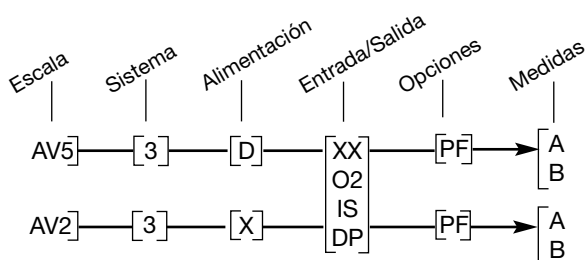 Escala Sistema Alimentación Entrada/Salida Opciones Medidas
AV5 3 D XX PF A
B
O2
IS
AV2 3 X DP PF A
B